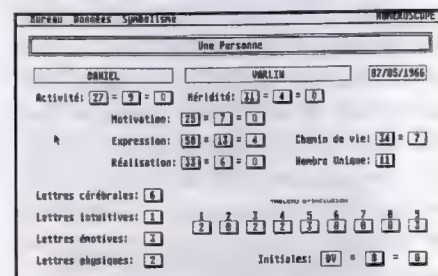 Bureau Données Symbolisme NUMEROSCOPE
Une Personne
DANIEL VARLIN 07/05/1966
Activité: 27 = 9 = 0 Hérédité: 31 = 4 = 0
Motivation: 25 = 7 = 0
Expression: 58 = 13 = 4 Chemin de vie: 34 = 7
Réalisation: 33 = 6 = 0 Nombre Unique: 11
Lettres cérébrales: 6 TABLEAU D'INCLUSION
Lettres intuitives: 1 1 2 3 4 5 6 7 8 9
Lettres émotives: 3 2 0 2 2 3 0 0 0 3
Lettres physiques: 2 Initiales: = 8 = 0